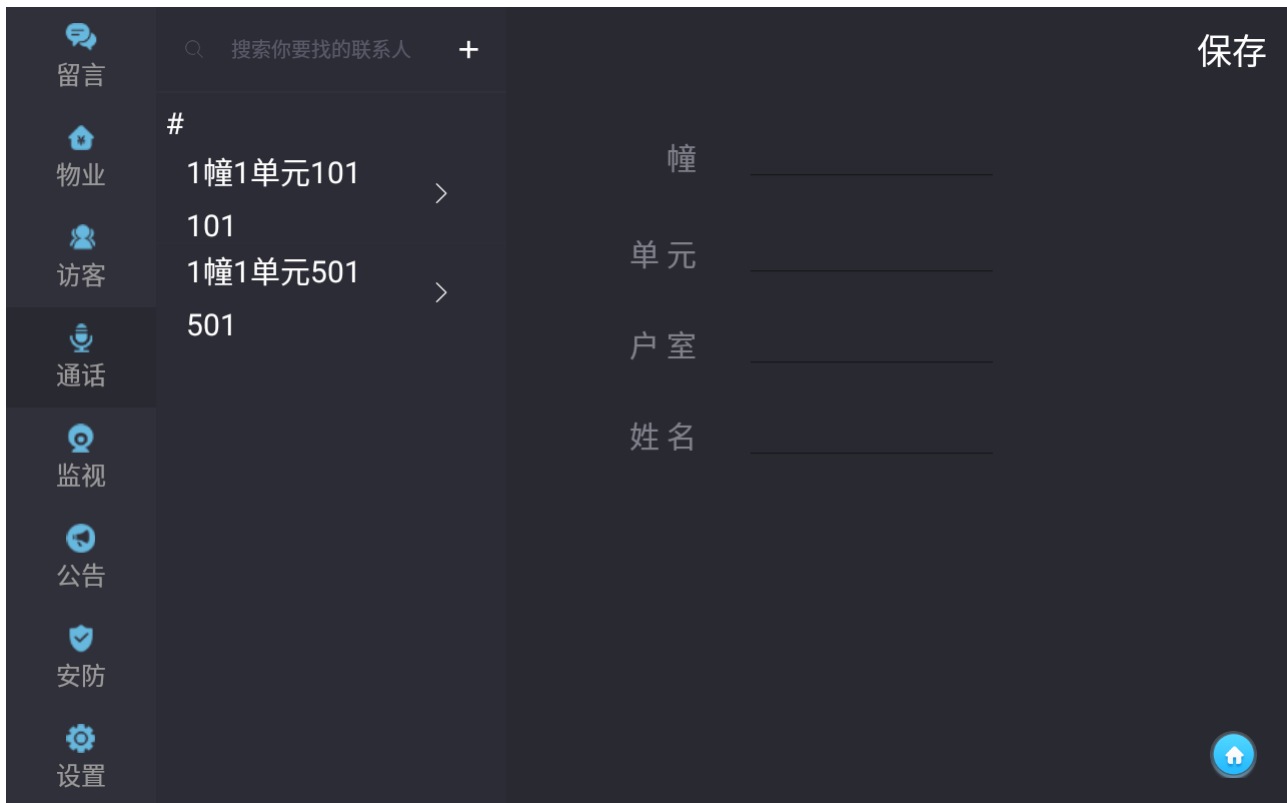 留言
物业
访客
通话
监视
公告
安防
设置
搜索你要找的联系人 +
#
1幢1单元101
101
1幢1单元501
501
保存
幢
单元
户室
姓名